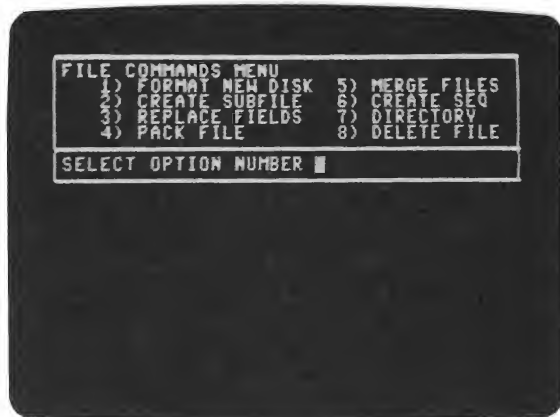 FILE COMMANDS MENU
1) FORMAT NEW DISK 5) MERGE FILES
2) CREATE SUBFILE 6) CREATE SEQ
3) REPLACE FIELDS 7) DIRECTORY
4) PACK FILE 8) DELETE FILE
SELECT OPTION NUMBER